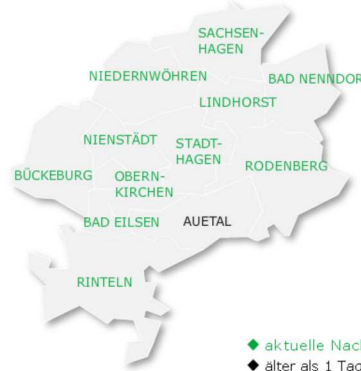 SACHSEN-
HAGEN
NIEDERNWÖHREN
BAD NENNDOR
LINDHORST
NIENSTÄDT
STADT-
HAGEN
BÜCKEBURG
OBERN-
KIRCHEN
RODENBERG
BAD EILSEN
AUETAL
RINTELN
◆ aktuelle Nach
◆ älter als 1 Tag